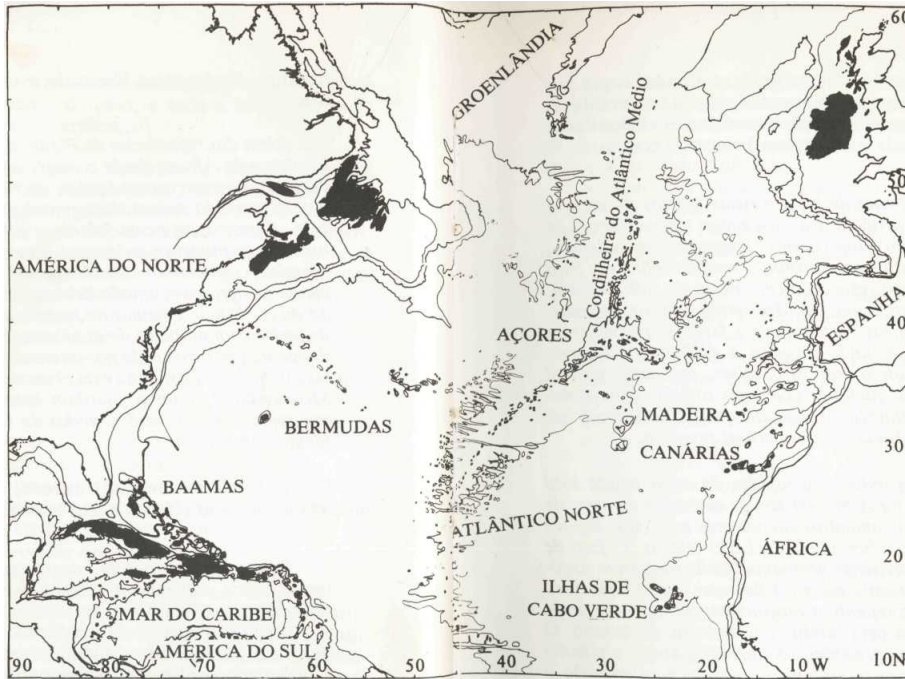 60
GROENLÂNDIA
Cordilheira do Atlântico Médio
50
AMÉRICA DO NORTE
AÇORES
ESPANHA
40
BERMUDAS
MADEIRA
CANÁRIAS
30
BAAMAS
ATLÂNTICO NORTE
ÁFRICA
20
ILHAS DE
CABO VERDE
MAR DO CARIBE
AMÉRICA DO SUL
90 80 70 60 50 40 30 20 10W 10N